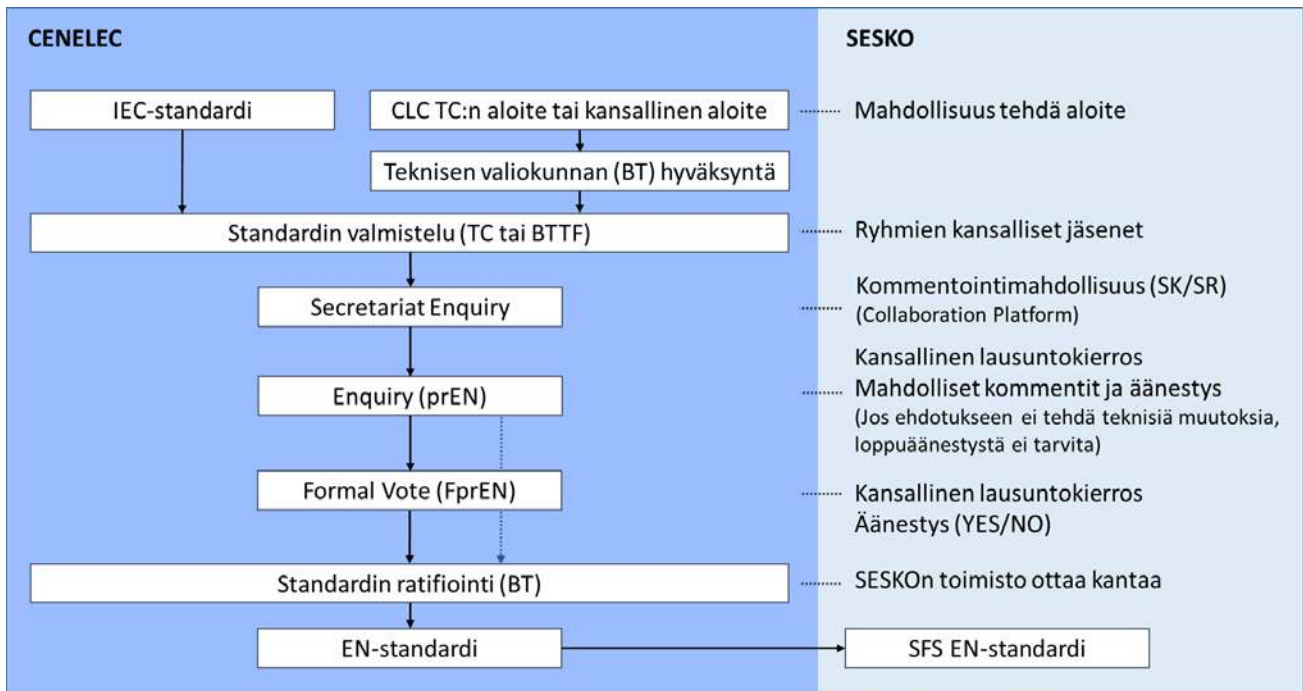 CENELEC
SESKO
IEC-standardi
CLC TC:n aloite tai kansallinen aloite
Mahdollisuus tehdä aloite
Teknisen valiokunnan (BT) hyväksyntä
Standardin valmistelu (TC tai BTTF)
Ryhmien kansalliset jäsenet
Secretariat Enquiry
Kommentointimahdollisuus (SK/SR)
(Collaboration Platform)
Enquiry (prEN)
Kansallinen lausuntokierros
Mahdolliset kommentit ja äänestys
(Jos ehdotukseen ei tehdä teknisiä muutoksia,
loppuäänestystä ei tarvita)
Formal Vote (FprEN)
Kansallinen lausuntokierros
Äänestys (YES/NO)
Standardin ratifiointi (BT)
SESKOn toimisto ottaa kantaa
EN-standardi
SFS EN-standardi